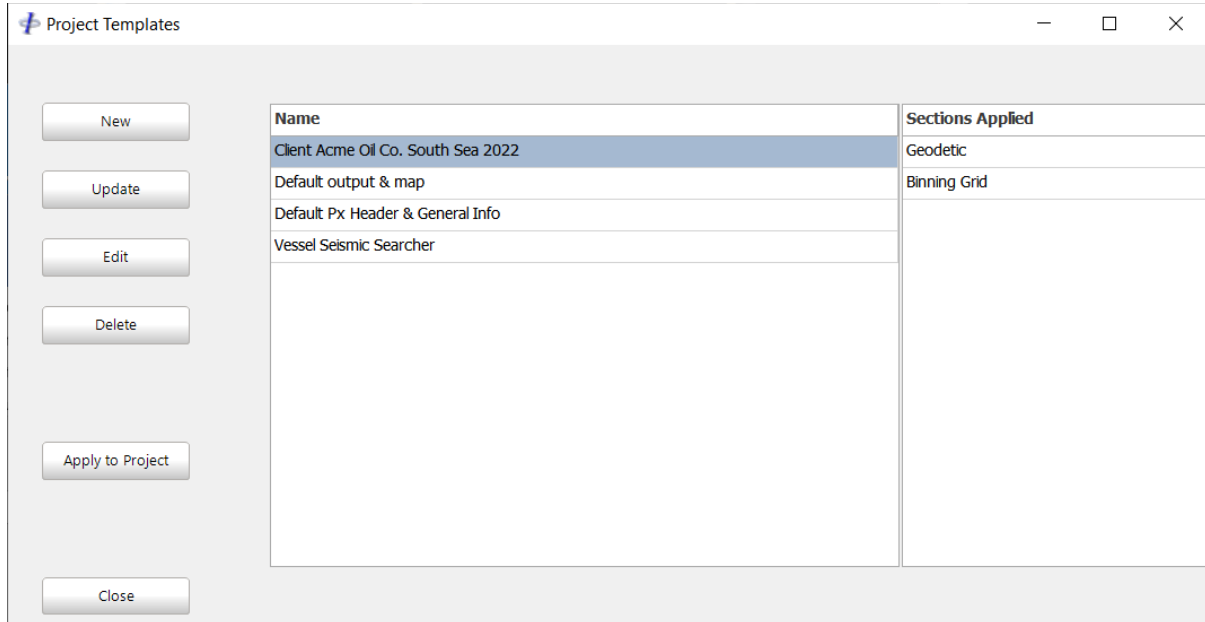 Project Templates
New
Update
Edit
Delete
Apply to Project
Close
Name
Client Acme Oil Co. South Sea 2022
Default output & map
Default Px Header & General Info
Vessel Seismic Searcher
Sections Applied
Geodetic
Binning Grid